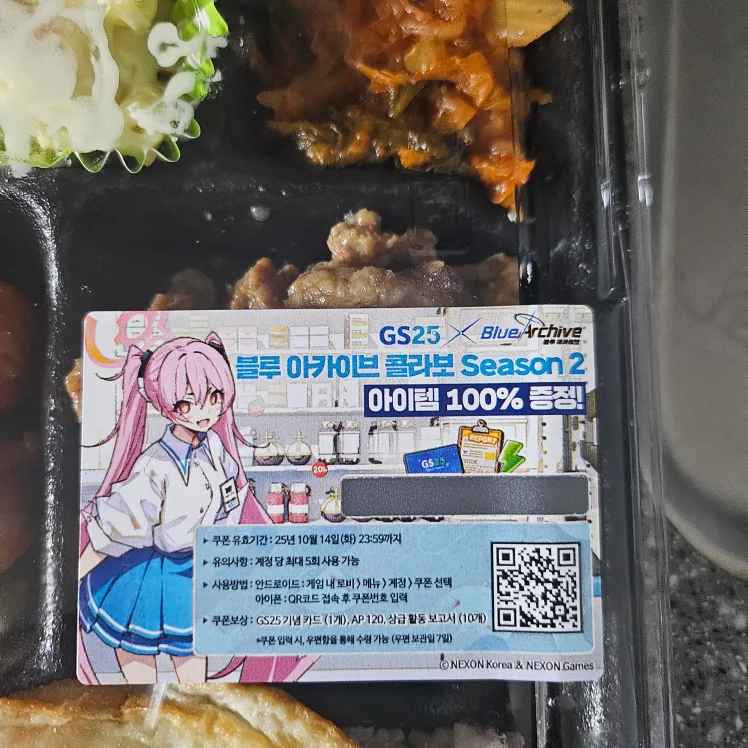 GS25 × Blue Archive
블루 아카이브
블루 아카이브 콜라보 Season 2
아이템 100% 증정!
REPORT
GS25
20%
▸ 쿠폰 유효기간 : 25년 10월 14일(화) 23:59까지
▸ 유의사항 : 계정 당 최대 5회 사용 가능
▸ 사용방법 : 안드로이드 : 게임 내 로비 > 메뉴 > 계정 > 쿠폰 선택
아이폰 : QR코드 접속 후 쿠폰번호 입력
▸ 쿠폰보상 : GS25 기념 카드 (1개), AP 120, 상급 활동 보고서 (10개)
*쿠폰 입력 시, 우편함을 통해 수령 가능 (우편 보관일 7일)
© NEXON Korea & NEXON Games